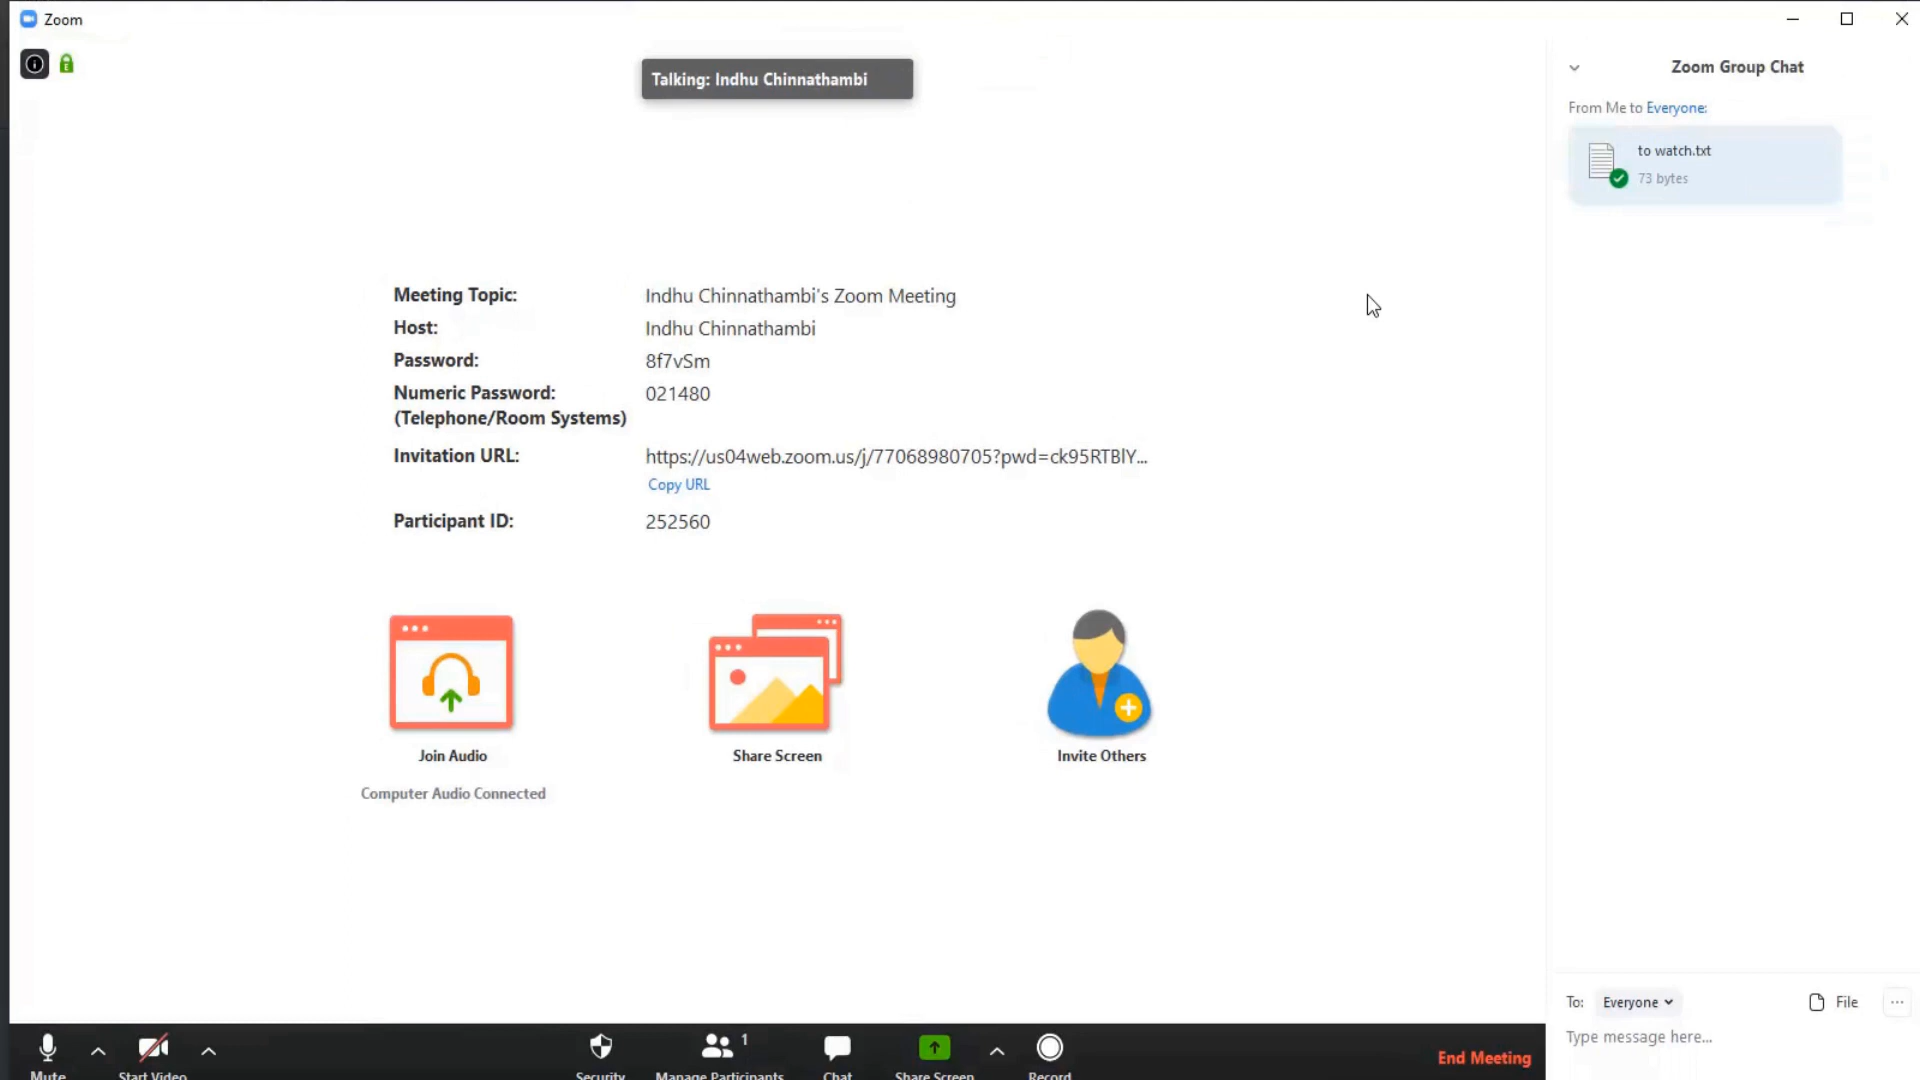 Zoom
Talking: Indhu Chinnathambi
Zoom Group Chat
From Me to Everyone:
to watch.txt
73 bytes
Meeting Topic: Indhu Chinnathambi's Zoom Meeting
Host: Indhu Chinnathambi
Password: 8f7vSm
Numeric Password: 021480
(Telephone/Room Systems)
Invitation URL: https://us04web.zoom.us/j/77068980705?pwd=ck95RTBlY...
Copy URL
Participant ID: 252560
Join Audio Share Screen Invite Others
Computer Audio Connected
To: Everyone File ...
Type message here...
1
Mute Start Video Security Manage Participants Chat Share Screen Record End Meeting